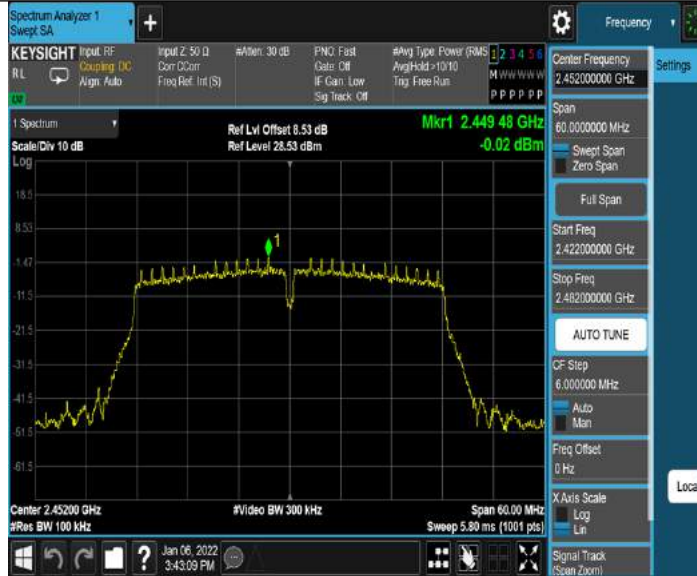 Spectrum Analyzer 1
Swept SA
+
Frequency
KEYSIGHT
RL
LW
Input: RF
Coupling: DC
Align: Auto
Input Z: 50 Ω
Corr CCorr
Freq Ref: Int (S)
#Atten: 30 dB
PNO: Fast
Gate: Off
IF Gain: Low
Sig Track: Off
#Avg Type: Power (RMS
Avg|Hold:>10/10
Trig: Free Run
1 2 3 4 5 6
M W W W W W
P P P P P P
Center Frequency
2.452000000 GHz
Settings
1 Spectrum
Scale/Div 10 dB
Ref Lvl Offset 8.53 dB
Ref Level 28.53 dBm
Mkr1 2.449 48 GHz
-0.02 dBm
Span
60.0000000 MHz
Swept Span
Zero Span
Log
18.5
8.53
-1.47
-11.5
-21.5
-31.5
-41.5
-51.5
-61.5
1
Full Span
Start Freq
2.422000000 GHz
Stop Freq
2.482000000 GHz
AUTO TUNE
CF Step
6.000000 MHz
Auto
Man
Freq Offset
0 Hz
Loca
X Axis Scale
Log
Lin
Signal Track
(Span Zoom)
Center 2.45200 GHz
#Res BW 100 kHz
#Video BW 300 kHz
Span 60.00 MHz
Sweep 5.80 ms (1001 pts)
?
Jan 06, 2022
3:43:09 PM